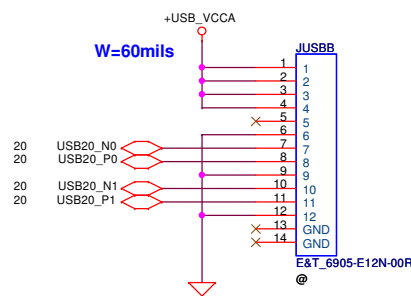 +USB_VCCA
W=60mils
JUSBB
1 1
2 2
3 3
4 4
5 5
6 6
20 USB20_N0 7 7
20 USB20_P0 8 8
9 9
20 USB20_N1 10 10
20 USB20_P1 11 11
12 12
13 GND
14 GND
E&T_6905-E12N-00R
@